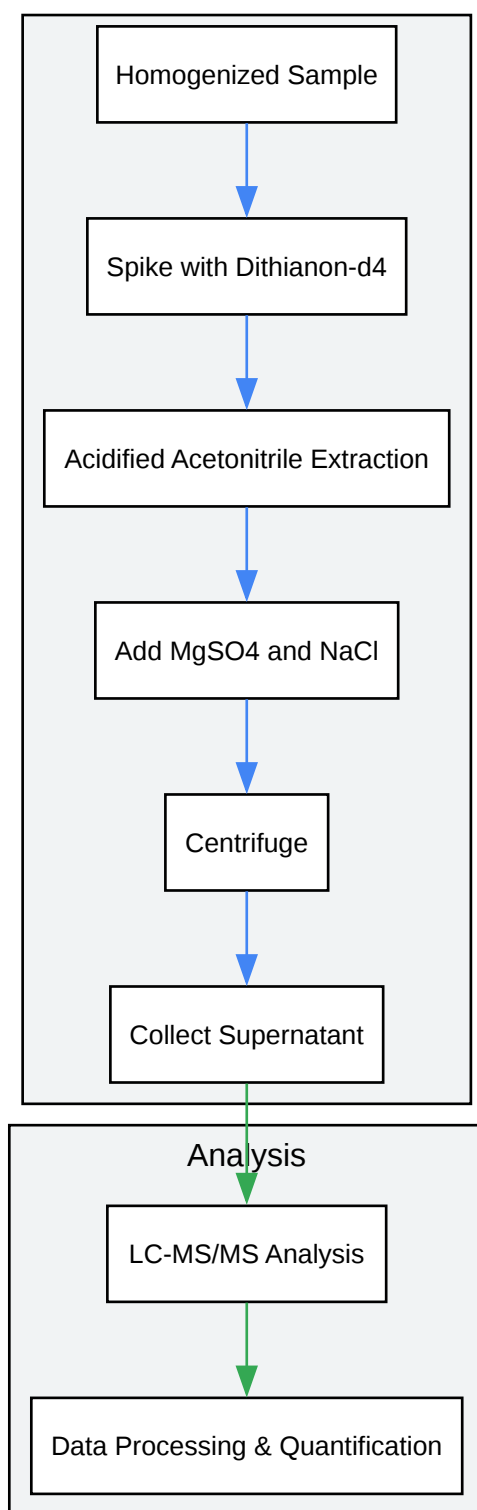 Homogenized Sample
Spike with Dithianon-d4
Acidified Acetonitrile Extraction
Add MgSO4 and NaCl
Centrifuge
Collect Supernatant
Analysis
LC-MS/MS Analysis
Data Processing & Quantification